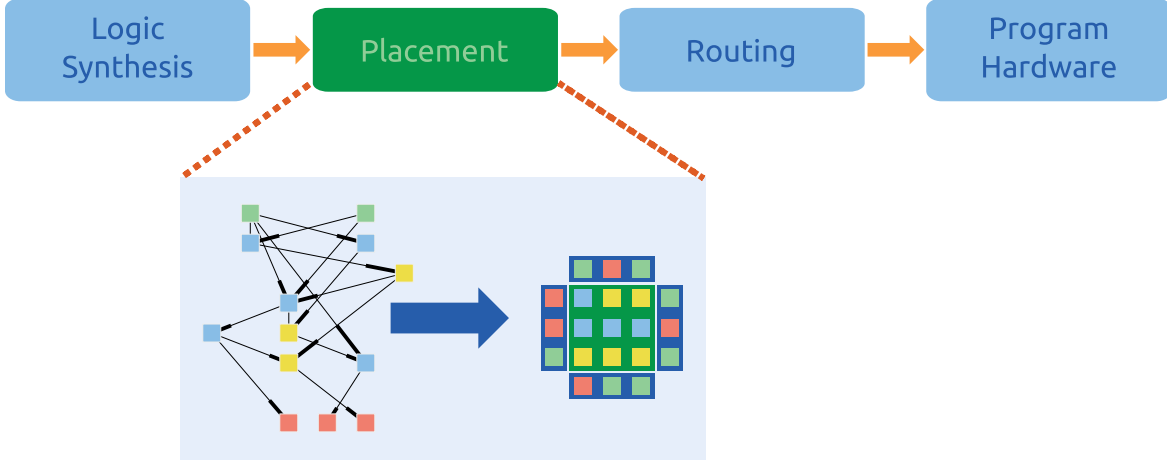 Logic
Synthesis
Placement
Routing
Program
Hardware